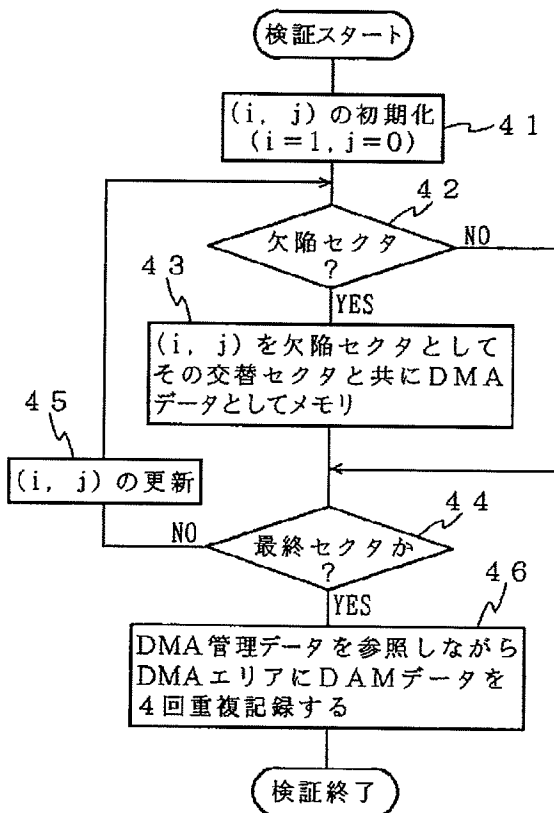 検証スタート
(i, j) の初期化
(i=1, j=0)
41
42
欠陥セクタ
?
NO
YES
43
(i, j) を欠陥セクタとして
その交替セクタと共にDMA
データとしてメモリ
45
(i, j) の更新
44
最終セクタか
?
NO
YES
46
DMA管理データを参照しながら
DMAエリアにDAMデータを
4回重複記録する
検証終了